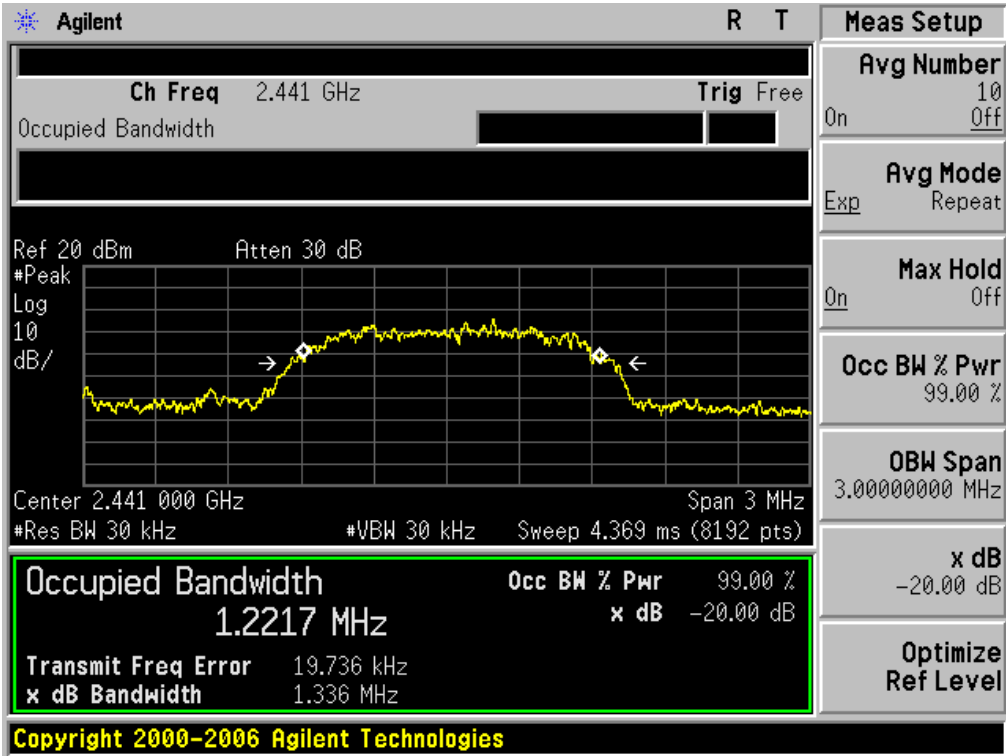 Agilent R T
Ch Freq 2.441 GHz Trig Free
Occupied Bandwidth
Ref 20 dBm Atten 30 dB
#Peak
Log
10
dB/
Center 2.441 000 GHz Span 3 MHz
#Res BW 30 kHz #VBW 30 kHz Sweep 4.369 ms (8192 pts)
Occupied Bandwidth
1.2217 MHz
Occ BW % Pwr 99.00 %
x dB -20.00 dB
Transmit Freq Error 19.736 kHz
x dB Bandwidth 1.336 MHz
Copyright 2000-2006 Agilent Technologies
Meas Setup
Avg Number
10
On Off
Avg Mode
Exp Repeat
Max Hold
On Off
Occ BW % Pwr
99.00 %
OBW Span
3.00000000 MHz
x dB
-20.00 dB
Optimize
Ref Level